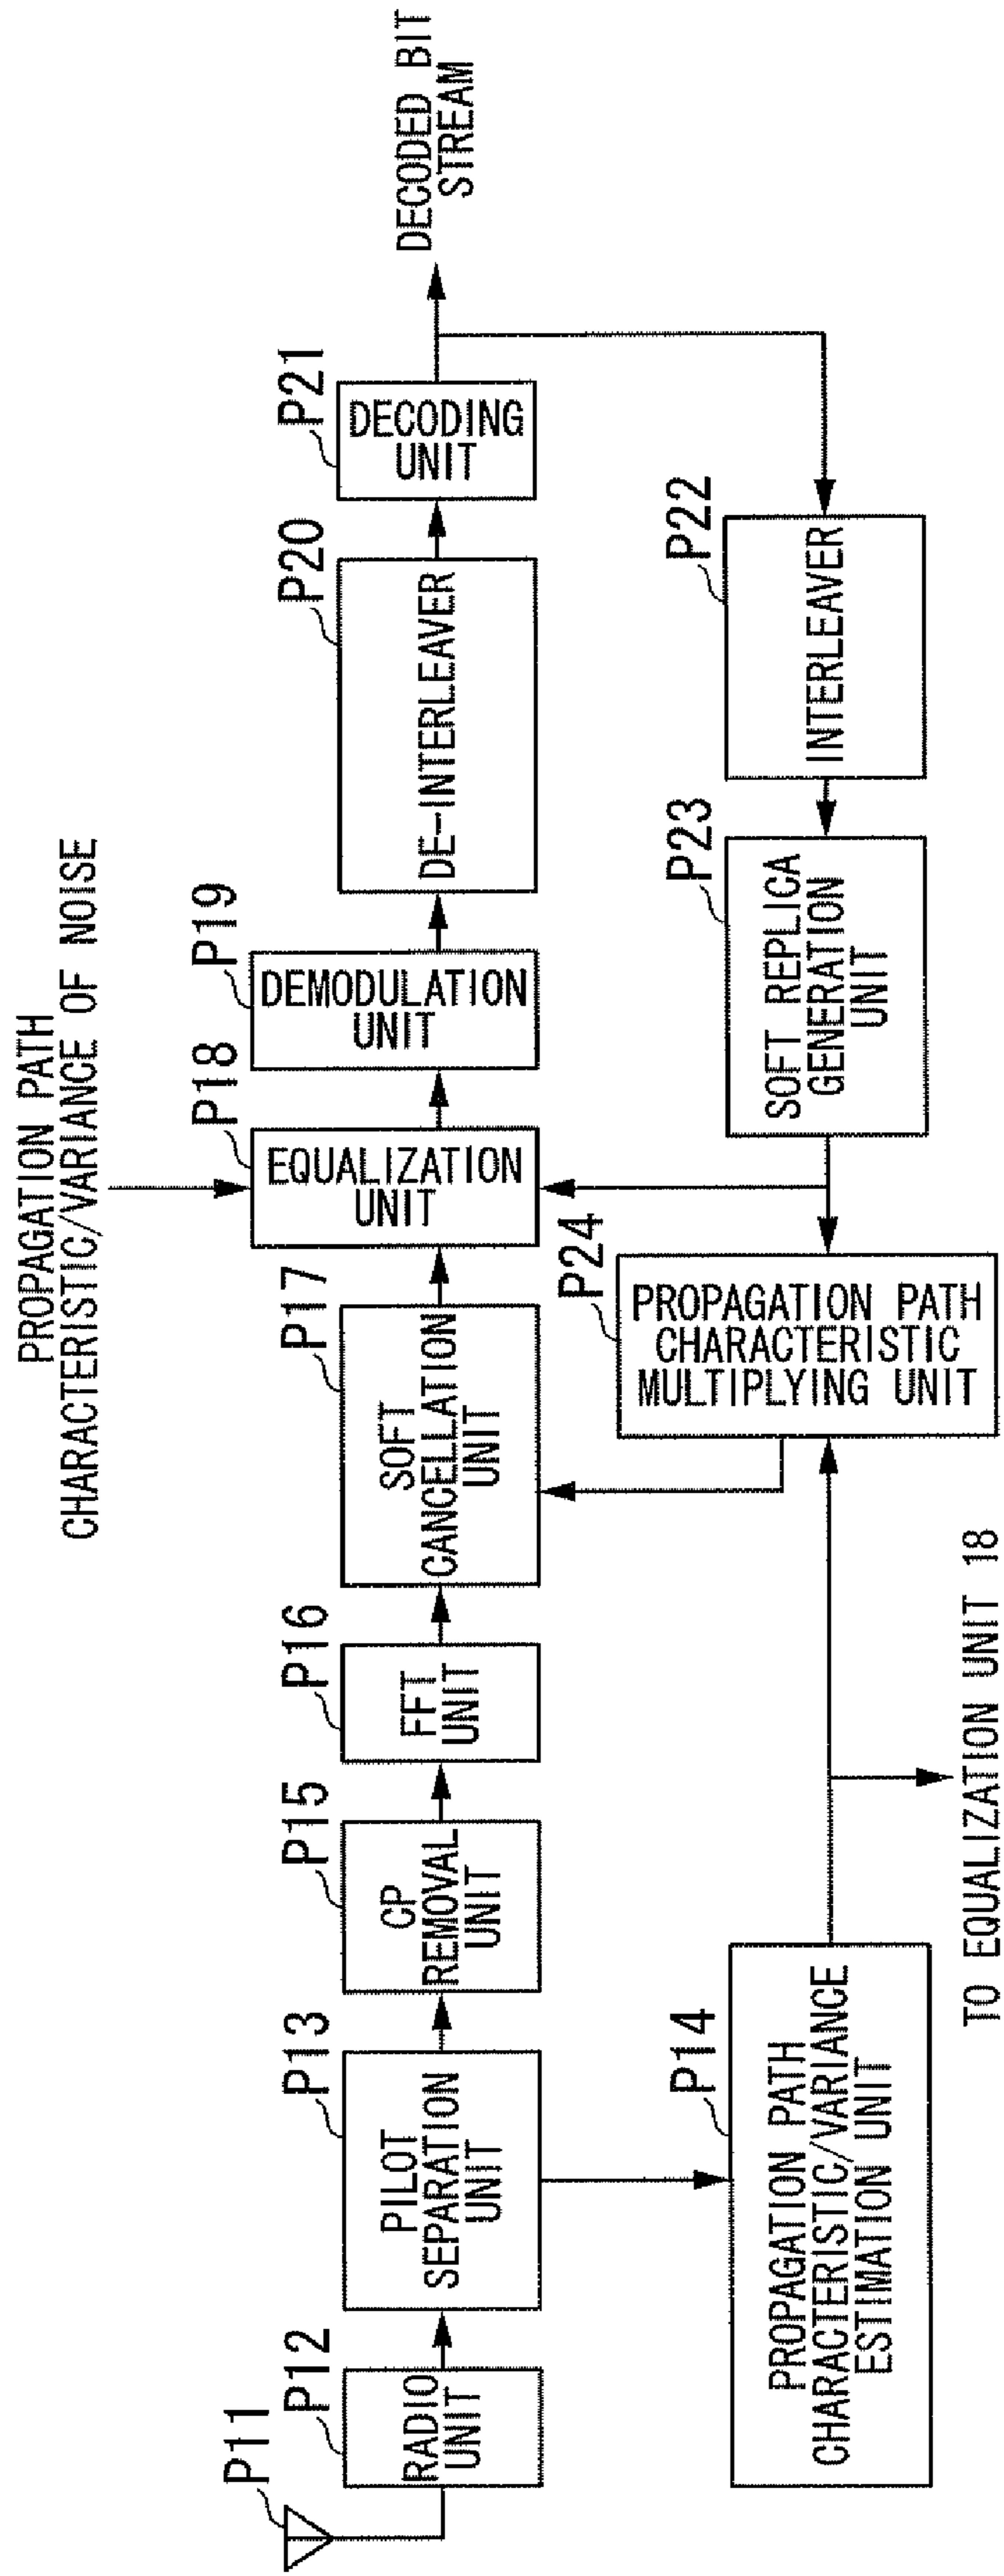 PROPAGATION PATH
CHARACTERISTIC/VARIANCE OF NOISE
P11
P12
RADIO
UNIT
P13
PILOT
SEPARATION
UNIT
P15
CP
REMOVAL
UNIT
P16
FFT
UNIT
P17
SOFT
CANCELLATION
UNIT
P18
EQUALIZATION
UNIT
P19
DEMODULATION
UNIT
P20
DE-INTERLEAVER
P21
DECODING
UNIT
DECODED BIT
STREAM
P14
PROPAGATION PATH
CHARACTERISTIC/VARIANCE
ESTIMATION UNIT
TO EQUALIZATION UNIT 18
P24
PROPAGATION PATH
CHARACTERISTIC
MULTIPLYING UNIT
P23
SOFT REPLICA
GENERATION
UNIT
P22
INTERLEAVER